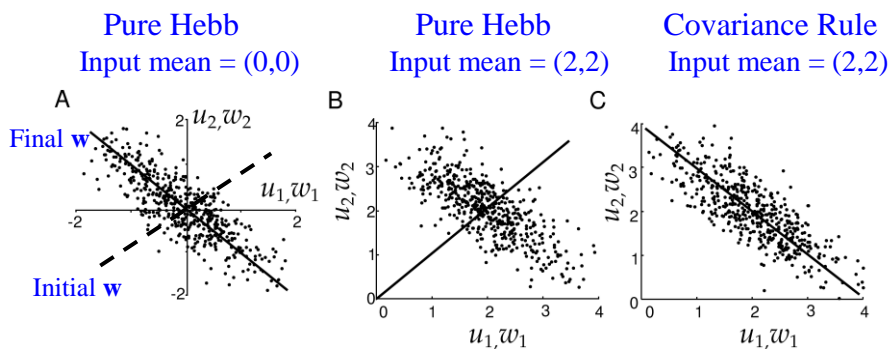 Pure Hebb
Input mean = (0,0)
Pure Hebb
Input mean = (2,2)
Covariance Rule
Input mean = (2,2)
A
Final w
Initial w
u2,w2
u1,w1
2
-2
2
-2
B
u2,w2
4
3
2
1
0
0 1 2 3 4
u1,w1
C
u2,w2
4
3
2
1
0
0 1 2 3 4
u1,w1